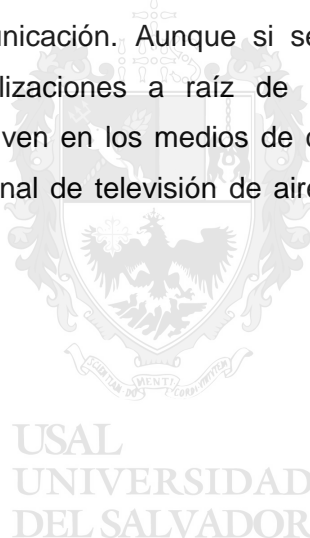 unicación. Aunque si se
lizaciones a raíz de
ven en los medios de
nal de televisión de aire
USAL
UNIVERSIDAD
DEL SALVADOR